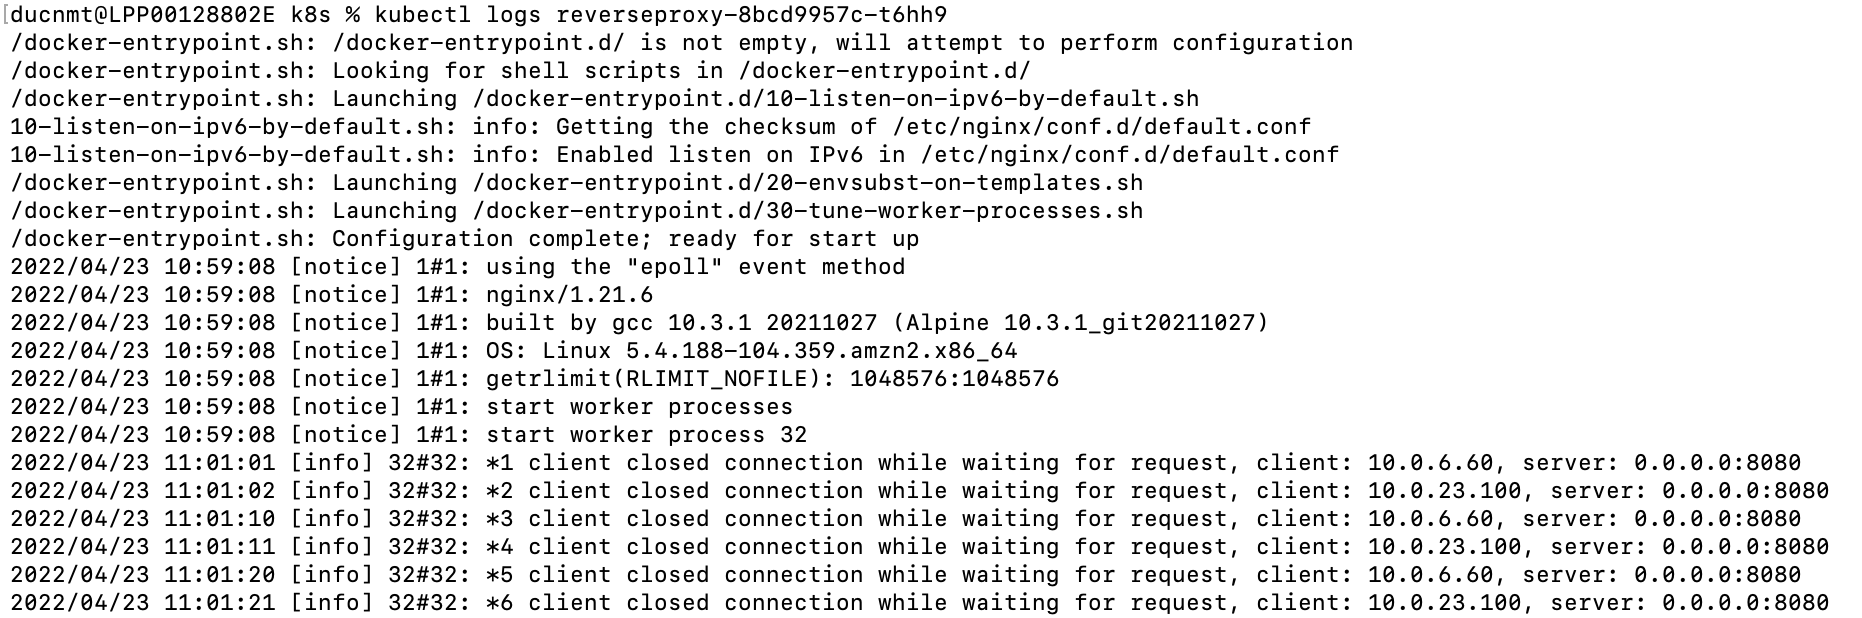 [ducnmt@LPP00128802E k8s % kubectl logs reverseproxy-8bcd9957c-t6hh9
/docker-entrypoint.sh: /docker-entrypoint.d/ is not empty, will attempt to perform configuration
/docker-entrypoint.sh: Looking for shell scripts in /docker-entrypoint.d/
/docker-entrypoint.sh: Launching /docker-entrypoint.d/10-listen-on-ipv6-by-default.sh
10-listen-on-ipv6-by-default.sh: info: Getting the checksum of /etc/nginx/conf.d/default.conf
10-listen-on-ipv6-by-default.sh: info: Enabled listen on IPv6 in /etc/nginx/conf.d/default.conf
/docker-entrypoint.sh: Launching /docker-entrypoint.d/20-envsubst-on-templates.sh
/docker-entrypoint.sh: Launching /docker-entrypoint.d/30-tune-worker-processes.sh
/docker-entrypoint.sh: Configuration complete; ready for start up
2022/04/23 10:59:08 [notice] 1#1: using the "epoll" event method
2022/04/23 10:59:08 [notice] 1#1: nginx/1.21.6
2022/04/23 10:59:08 [notice] 1#1: built by gcc 10.3.1 20211027 (Alpine 10.3.1_git20211027)
2022/04/23 10:59:08 [notice] 1#1: OS: Linux 5.4.188-104.359.amzn2.x86_64
2022/04/23 10:59:08 [notice] 1#1: getrlimit(RLIMIT_NOFILE): 1048576:1048576
2022/04/23 10:59:08 [notice] 1#1: start worker processes
2022/04/23 10:59:08 [notice] 1#1: start worker process 32
2022/04/23 11:01:01 [info] 32#32: *1 client closed connection while waiting for request, client: 10.0.6.60, server: 0.0.0.0:8080
2022/04/23 11:01:02 [info] 32#32: *2 client closed connection while waiting for request, client: 10.0.23.100, server: 0.0.0.0:8080
2022/04/23 11:01:10 [info] 32#32: *3 client closed connection while waiting for request, client: 10.0.6.60, server: 0.0.0.0:8080
2022/04/23 11:01:11 [info] 32#32: *4 client closed connection while waiting for request, client: 10.0.23.100, server: 0.0.0.0:8080
2022/04/23 11:01:20 [info] 32#32: *5 client closed connection while waiting for request, client: 10.0.6.60, server: 0.0.0.0:8080
2022/04/23 11:01:21 [info] 32#32: *6 client closed connection while waiting for request, client: 10.0.23.100, server: 0.0.0.0:8080